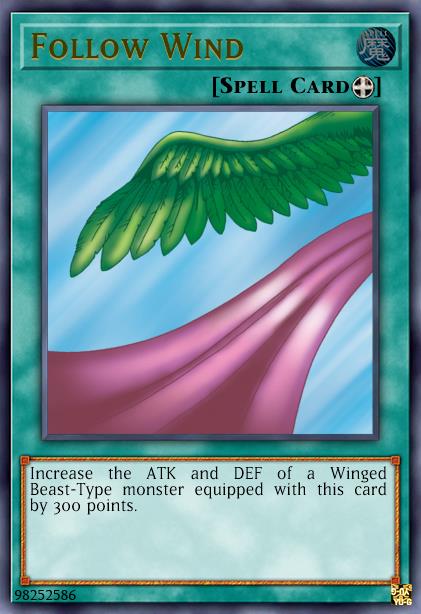 Follow Wind
魔
[Spell Card]
Increase the ATK and DEF of a Winged
Beast-Type monster equipped with this card
by 300 points.
98252586